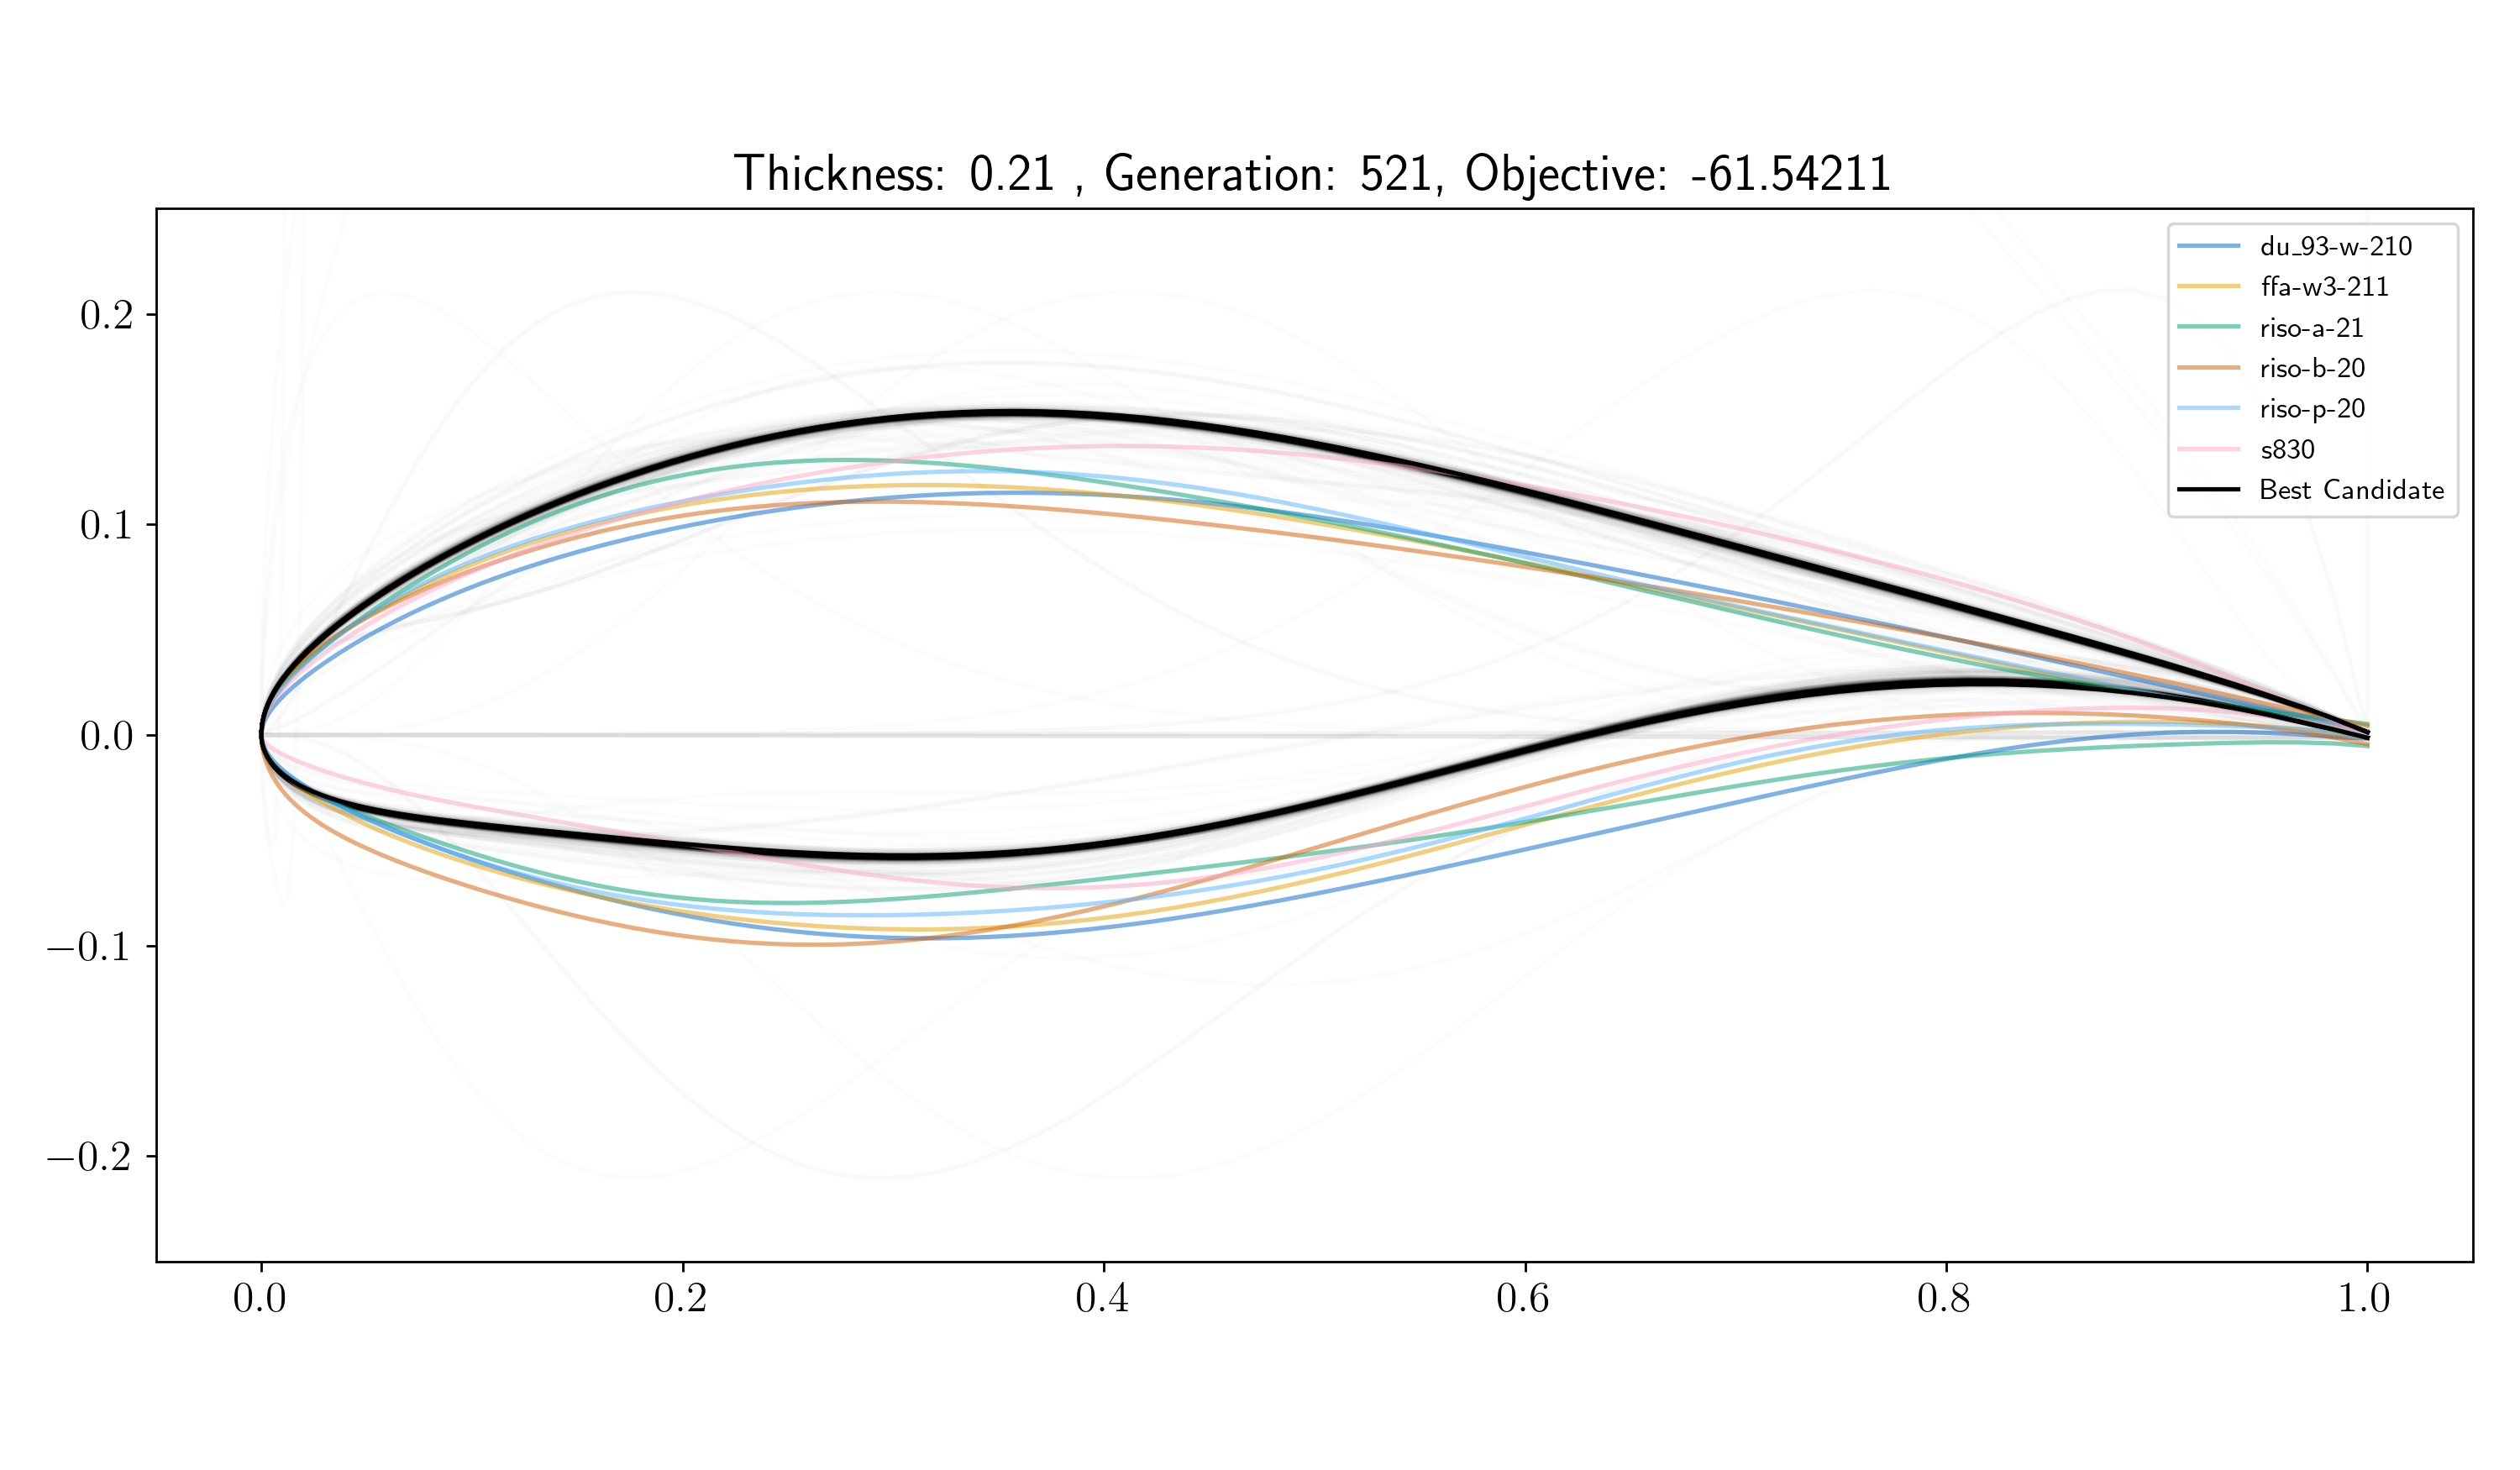 Thickness: 0.21 , Generation: 521, Objective: -61.54211
du_93-w-210
ffa-w3-211
riso-a-21
riso-b-20
riso-p-20
s830
Best Candidate
0.2
0.1
0.0
−0.1
−0.2
0.0 0.2 0.4 0.6 0.8 1.0